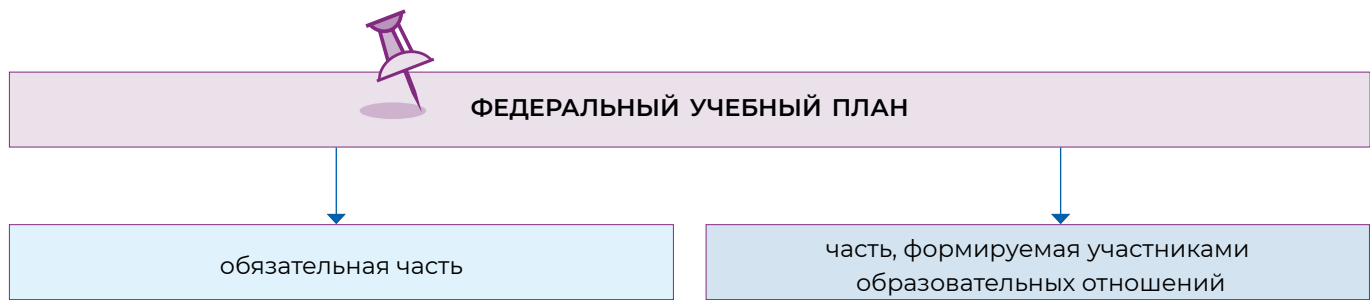 ФЕДЕРАЛЬНЫЙ УЧЕБНЫЙ ПЛАН
обязательная часть
часть, формируемая участниками
образовательных отношений